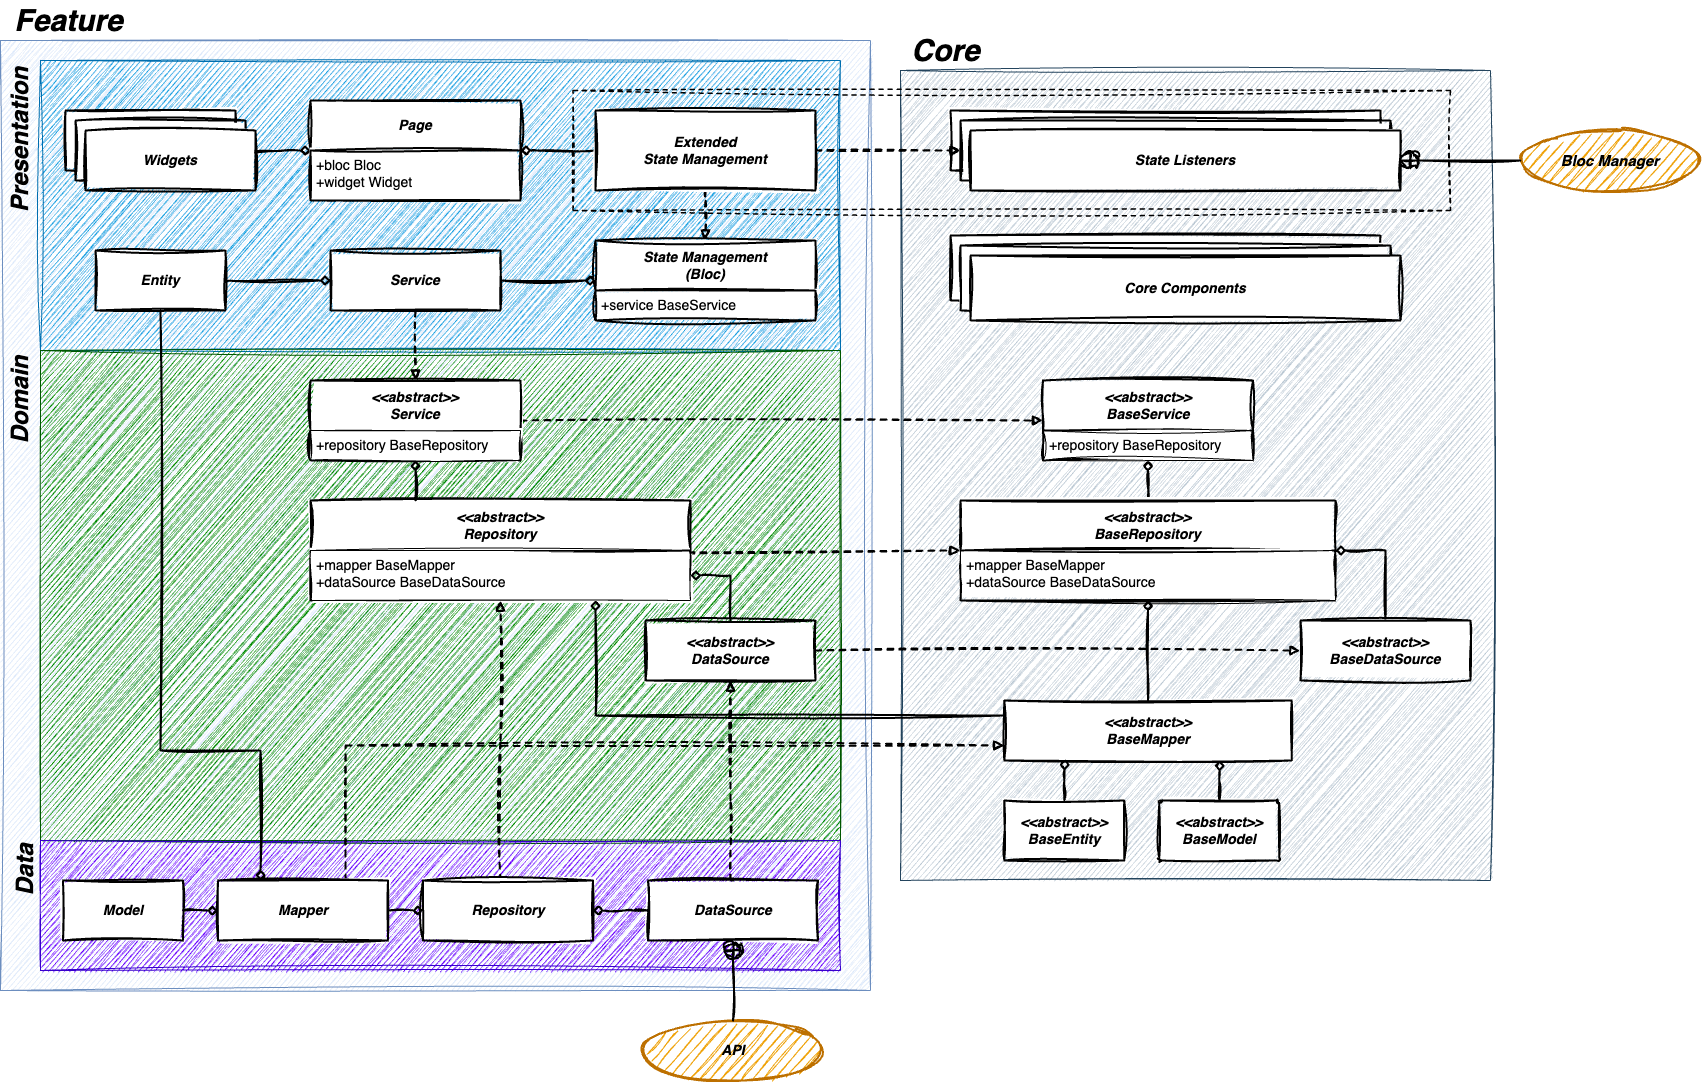 Feature
Core
Presentation
Widgets
Page
+bloc Bloc
+widget Widget
Extended
State Management
State Listeners
Bloc Manager
Entity
Service
State Management
(Bloc)
+service BaseService
Core Components
Domain
<<abstract>>
Service
+repository BaseRepository
<<abstract>>
BaseService
+repository BaseRepository
<<abstract>>
Repository
+mapper BaseMapper
+dataSource BaseDataSource
<<abstract>>
BaseRepository
+mapper BaseMapper
+dataSource BaseDataSource
<<abstract>>
DataSource
<<abstract>>
BaseDataSource
<<abstract>>
BaseMapper
<<abstract>>
BaseEntity
<<abstract>>
BaseModel
Data
Model
Mapper
Repository
DataSource
API